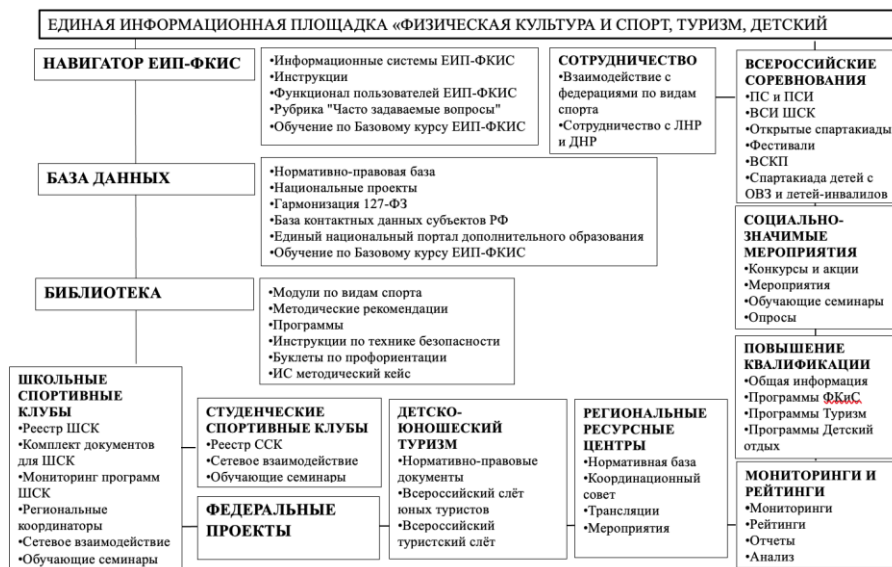 ЕДИНАЯ ИНФОРМАЦИОННАЯ ПЛОЩАДКА «ФИЗИЧЕСКАЯ КУЛЬТУРА И СПОРТ, ТУРИЗМ, ДЕТСКИЙ
НАВИГАТОР ЕИП-ФКИС
•Информационные системы ЕИП-ФКИС
•Инструкции
•Функционал пользователей ЕИП-ФКИС
•Рубрика "Часто задаваемые вопросы"
•Обучение по Базовому курсу ЕИП-ФКИС
СОТРУДНИЧЕСТВО
•Взаимодействие с
федерациями по видам
спорта
•Сотрудничество с ЛНР
и ДНР
ВСЕРОССИЙСКИЕ
СОРЕВНОВАНИЯ
•ПС и ПСИ
•ВСИ ШСК
•Открытые спартакиады
•Фестивали
•ВСКП
•Спартакиада детей с
ОВЗ и детей-инвалидов
БАЗА ДАННЫХ
•Нормативно-правовая база
•Национальные проекты
•Гармонизация 127-ФЗ
•База контактных данных субъектов РФ
•Единый национальный портал дополнительного образования
•Обучение по Базовому курсу ЕИП-ФКИС
СОЦИАЛЬНО-
ЗНАЧИМЫЕ
МЕРОПРИЯТИЯ
•Конкурсы и акции
•Мероприятия
•Обучающие семинары
•Опросы
БИБЛИОТЕКА
•Модули по видам спорта
•Методические рекомендации
•Программы
•Инструкции по технике безопасности
•Буклеты по профориентации
•ИС методический кейс
ПОВЫШЕНИЕ
КВАЛИФИКАЦИИ
•Общая информация
•Программы ФКиС
•Программы Туризм
•Программы Детский
отдых
ШКОЛЬНЫЕ
СПОРТИВНЫЕ
КЛУБЫ
•Реестр ШСК
•Комплект документов
для ШСК
•Мониторинг программ
ШСК
•Региональные
координаторы
•Сетевое взаимодействие
•Обучающие семинары
СТУДЕНЧЕСКИЕ
СПОРТИВНЫЕ КЛУБЫ
•Реестр ССК
•Сетевое взаимодействие
•Обучающие семинары
ФЕДЕРАЛЬНЫЕ
ПРОЕКТЫ
ДЕТСКО-
ЮНОШЕСКИЙ
ТУРИЗМ
•Нормативно-правовые
документы
•Всероссийский слёт
юных туристов
•Всероссийский
туристский слёт
РЕГИОНАЛЬНЫЕ
РЕСУРСНЫЕ
ЦЕНТРЫ
•Нормативная база
•Координационный
совет
•Трансляции
•Мероприятия
МОНИТОРИНГИ И
РЕЙТИНГИ
•Мониторинги
•Рейтинги
•Отчеты
•Анализ